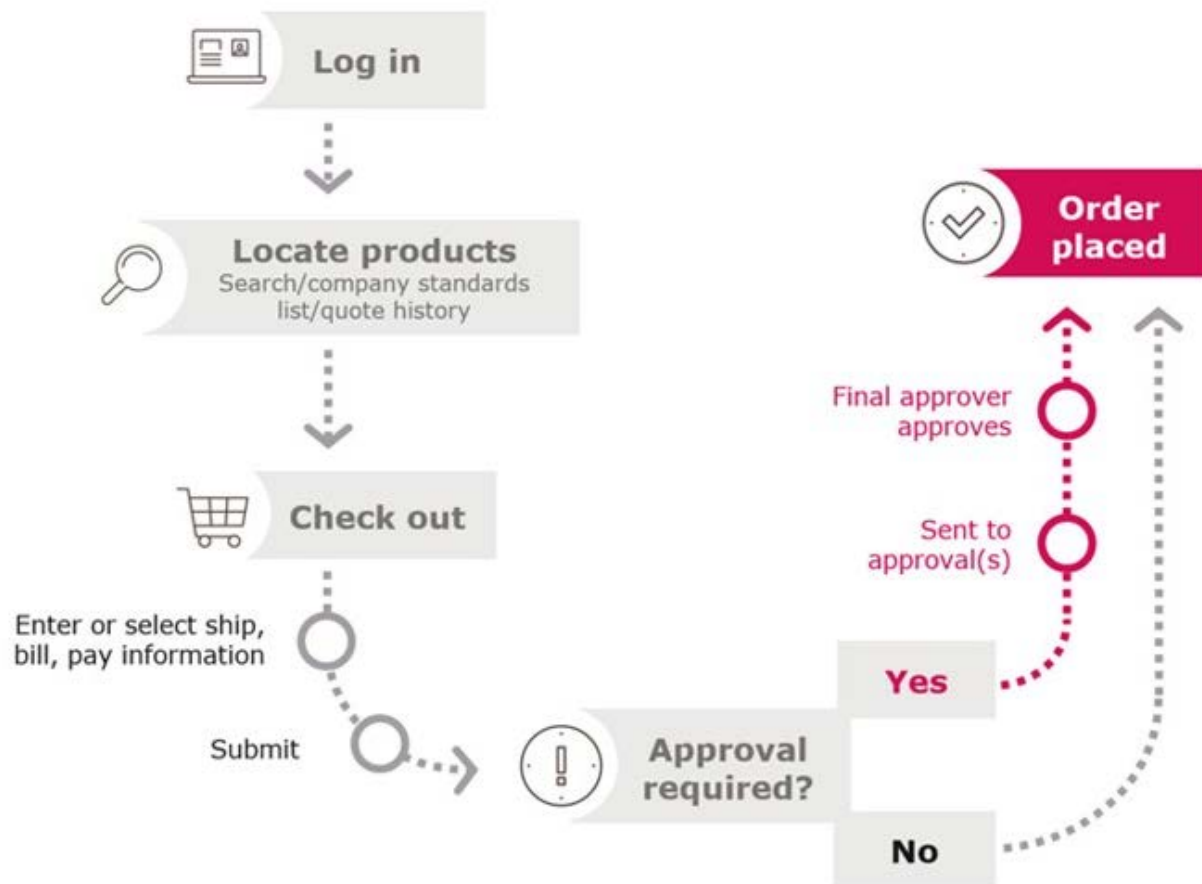 Log in
Locate products
Search/company standards
list/quote history
Check out
Enter or select ship,
bill, pay information
Submit
Approval
required?
Yes
No
Sent to
approval(s)
Final approver
approves
Order
placed